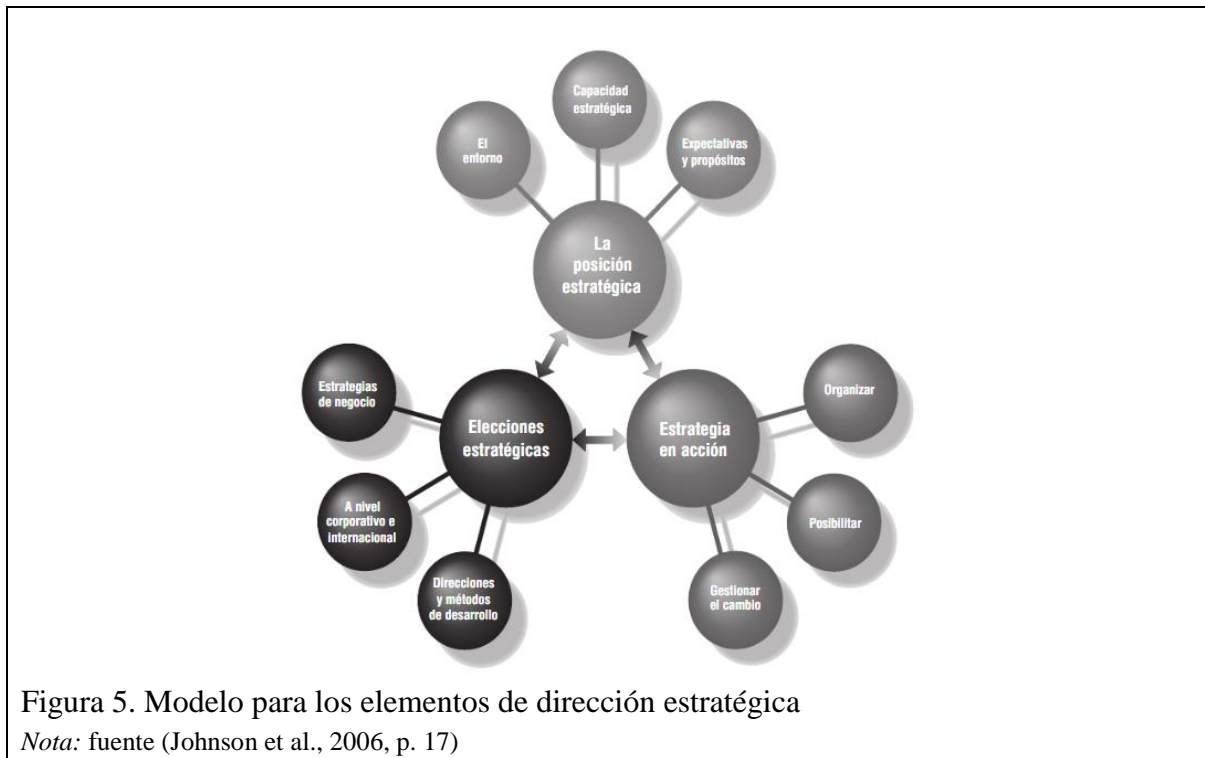 Capacidad
estratégica
El
entorno
Expectativas
y propósitos
La
posición
estratégica
Estrategias
de negocio
Elecciones
estratégicas
A nivel
corporativo e
internacional
Direcciones
y métodos
de desarrollo
Estrategia
en acción
Organizar
Posibilitar
Gestionar
el cambio
Figura 5. Modelo para los elementos de dirección estratégica
Nota: fuente (Johnson et al., 2006, p. 17)